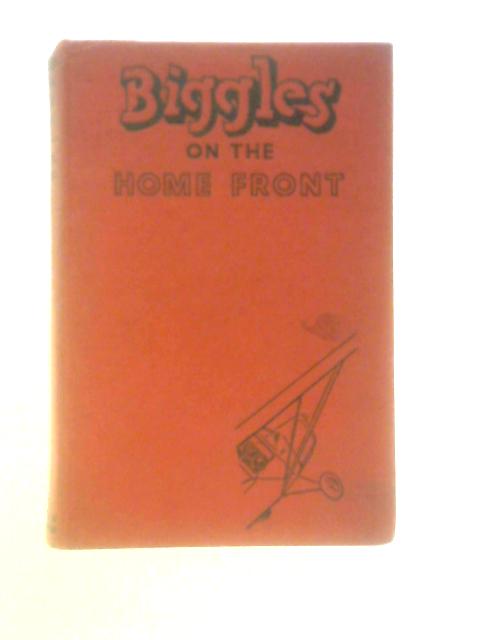 Biggles
ON THE
HOME FRONT